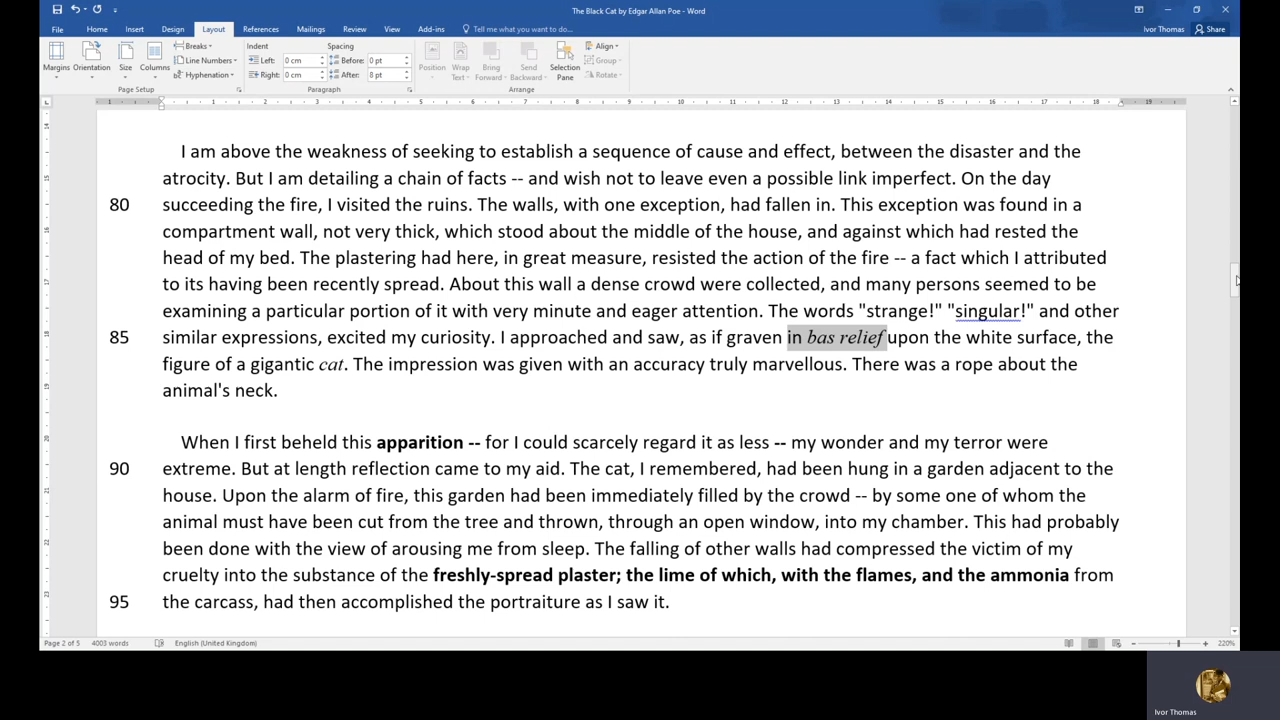 The Black Cat by Edgar Allan Poe - Word
File Home Insert Design Layout References Mailings Review View Add-ins Tell me what you want to do... Ivor Thomas Share
Margins Orientation Size Columns Breaks Line Numbers Hyphenation
Page Setup
Indent Spacing
Left: 0 cm Before: 0 pt
Right: 0 cm After: 8 pt
Paragraph
Position Wrap Text Bring Forward Send Backward Selection Pane Align Group Rotate
Arrange
I am above the weakness of seeking to establish a sequence of cause and effect, between the disaster and the
atrocity. But I am detailing a chain of facts -- and wish not to leave even a possible link imperfect. On the day
80 succeeding the fire, I visited the ruins. The walls, with one exception, had fallen in. This exception was found in a
compartment wall, not very thick, which stood about the middle of the house, and against which had rested the
head of my bed. The plastering had here, in great measure, resisted the action of the fire -- a fact which I attributed
to its having been recently spread. About this wall a dense crowd were collected, and many persons seemed to be
examining a particular portion of it with very minute and eager attention. The words "strange!" "singular!" and other
85 similar expressions, excited my curiosity. I approached and saw, as if graven in bas relief upon the white surface, the
figure of a gigantic cat. The impression was given with an accuracy truly marvellous. There was a rope about the
animal's neck.
When I first beheld this apparition -- for I could scarcely regard it as less -- my wonder and my terror were
90 extreme. But at length reflection came to my aid. The cat, I remembered, had been hung in a garden adjacent to the
house. Upon the alarm of fire, this garden had been immediately filled by the crowd -- by some one of whom the
animal must have been cut from the tree and thrown, through an open window, into my chamber. This had probably
been done with the view of arousing me from sleep. The falling of other walls had compressed the victim of my
cruelty into the substance of the freshly-spread plaster; the lime of which, with the flames, and the ammonia from
95 the carcass, had then accomplished the portraiture as I saw it.
Page 2 of 5 4003 words English (United Kingdom) 220%
Ivor Thomas